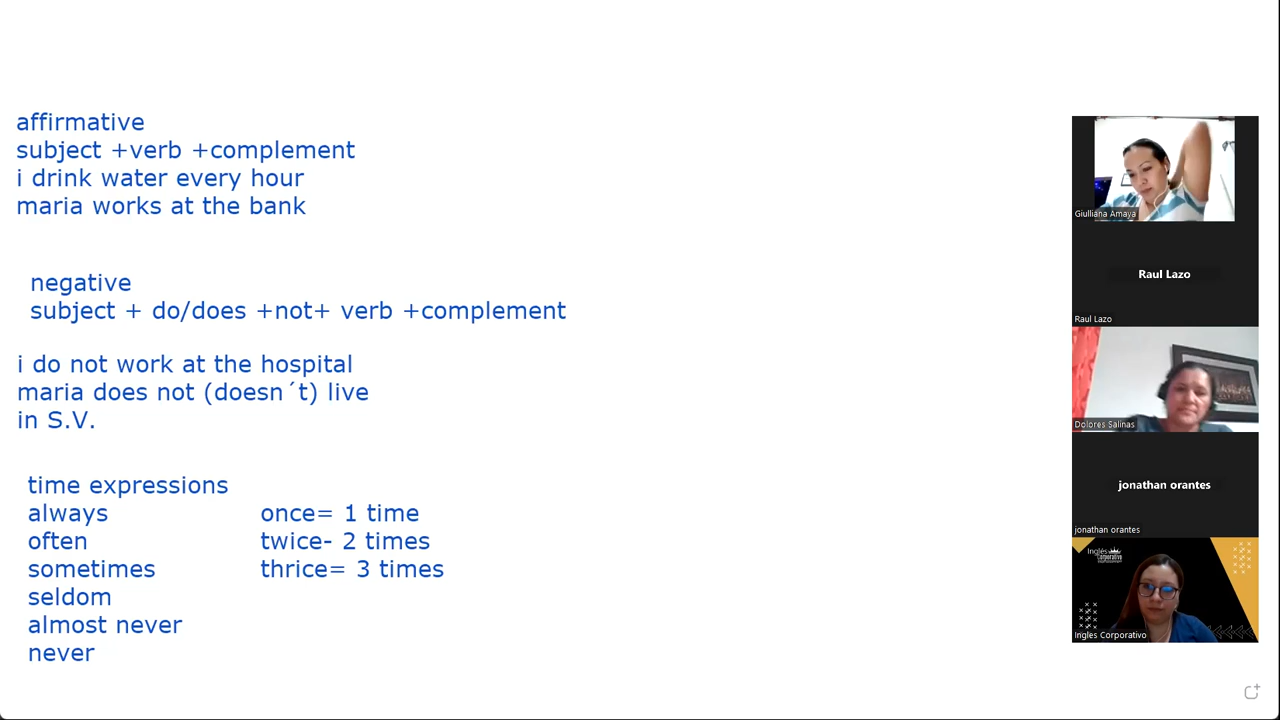 affirmative
subject +verb +complement
i drink water every hour
maria works at the bank
negative
subject + do/does +not+ verb +complement
i do not work at the hospital
maria does not (doesn´t) live
in S.V.
time expressions
always
often
sometimes
seldom
almost never
never
once= 1 time
twice- 2 times
thrice= 3 times
Giulliana Amaya
Raul Lazo
Raul Lazo
Dolores Salinas
jonathan orantes
jonathan orantes
Inglés
Corporativo
Ingles Corporativo